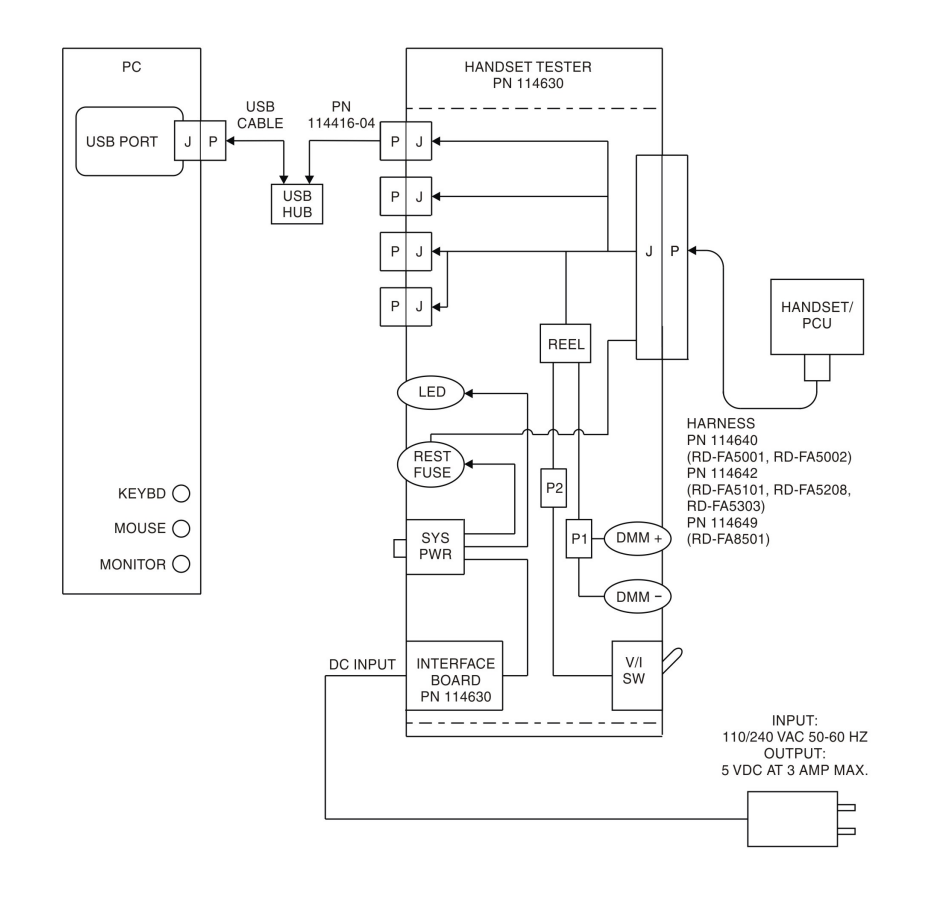 PC
USB PORT
J P
USB
CABLE
PN
114416-04
USB
HUB
KEYBD
MOUSE
MONITOR
HANDSET TESTER
PN 114630
P J
P J
P J
P J
J P
REEL
LED
REST
FUSE
SYS
PWR
P2
P1
DMM +
DMM –
V/I
SW
DC INPUT
INTERFACE
BOARD
PN 114630
HANDSET/
PCU
HARNESS
PN 114640
(RD-FA5001, RD-FA5002)
PN 114642
(RD-FA5101, RD-FA5208,
RD-FA5303)
PN 114649
(RD-FA8501)
INPUT:
110/240 VAC 50-60 HZ
OUTPUT:
5 VDC AT 3 AMP MAX.